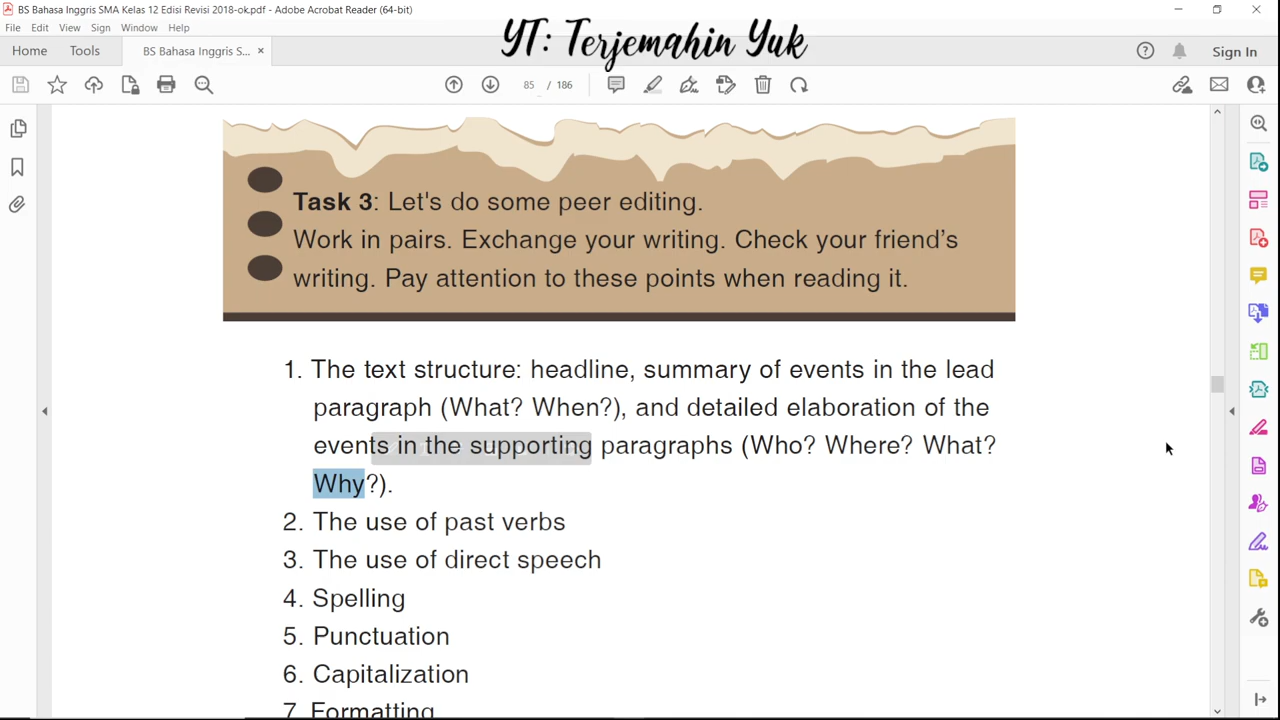 BS Bahasa Inggris SMA Kelas 12 Edisi Revisi 2018-ok.pdf - Adobe Acrobat Reader (64-bit)
YT: Terjemahin Yuk
File Edit View Sign Window Help
Home Tools BS Bahasa Inggris S... × Sign In
85 / 186
Task 3: Let's do some peer editing.
Work in pairs. Exchange your writing. Check your friend’s
writing. Pay attention to these points when reading it.
1. The text structure: headline, summary of events in the lead
paragraph (What? When?), and detailed elaboration of the
events in the supporting paragraphs (Who? Where? What?
Why?).
2. The use of past verbs
3. The use of direct speech
4. Spelling
5. Punctuation
6. Capitalization
7. Formatting